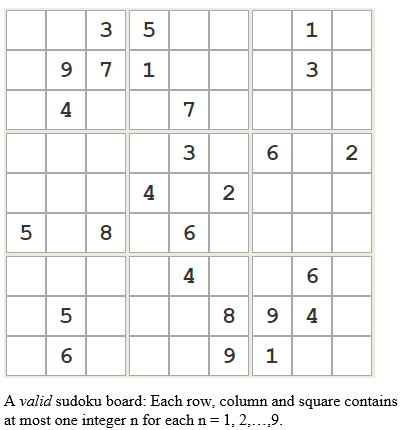 3 5 1
9 7 1 3
4 7
3 6 2
4 2
5 8 6
4 6
5 8 9 4
6 9 1
A valid sudoku board: Each row, column and square contains
at most one integer n for each n = 1, 2,…,9.